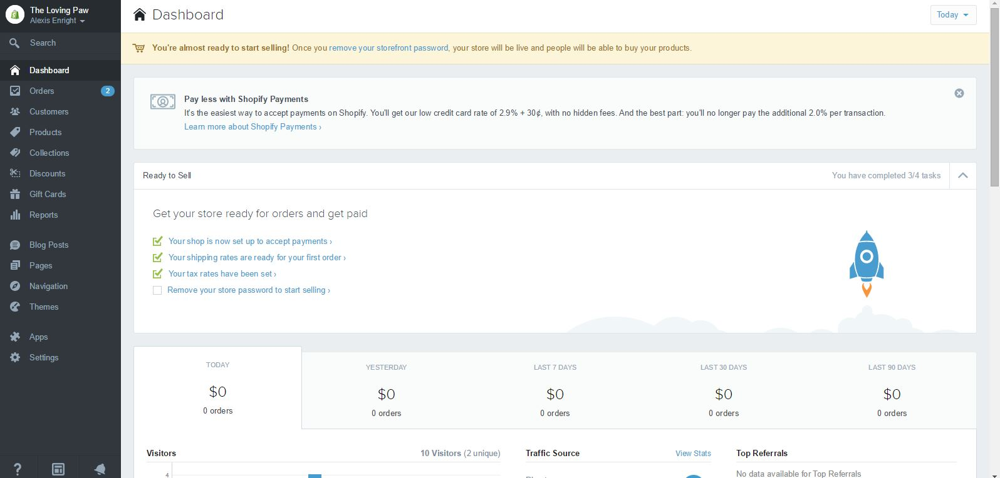 The Loving Paw
Alexis Enright
Search
Dashboard
Orders 2
Customers
Products
Collections
Discounts
Gift Cards
Reports
Blog Posts
Pages
Navigation
Themes
Apps
Settings
?
Dashboard
Today
You're almost ready to start selling! Once you remove your storefront password, your store will be live and people will be able to buy your products.
Pay less with Shopify Payments
It's the easiest way to accept payments on Shopify. You'll get our low credit card rate of 2.9% + 30¢, with no hidden fees. And the best part: you'll no longer pay the additional 2.0% per transaction.
Learn more about Shopify Payments ›
Ready to Sell
You have completed 3/4 tasks
Get your store ready for orders and get paid
Your shop is now set up to accept payments ›
Your shipping rates are ready for your first order ›
Your tax rates have been set ›
Remove your store password to start selling ›
TODAY
$0
0 orders
YESTERDAY
$0
0 orders
LAST 7 DAYS
$0
0 orders
LAST 30 DAYS
$0
0 orders
LAST 90 DAYS
$0
0 orders
Visitors
10 Visitors (2 unique)
4
Traffic Source
View Stats
Top Referrals
No data available for Top Referrals